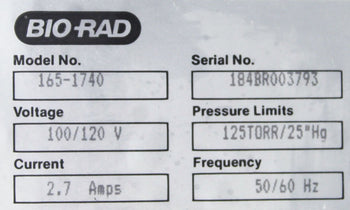 BIO-RAD
Model No. Serial No.
165-1740 184BR003793
Voltage Pressure Limits
100/120 V 125TORR/25"Hg
Current Frequency
2.7 Amps 50/60 Hz